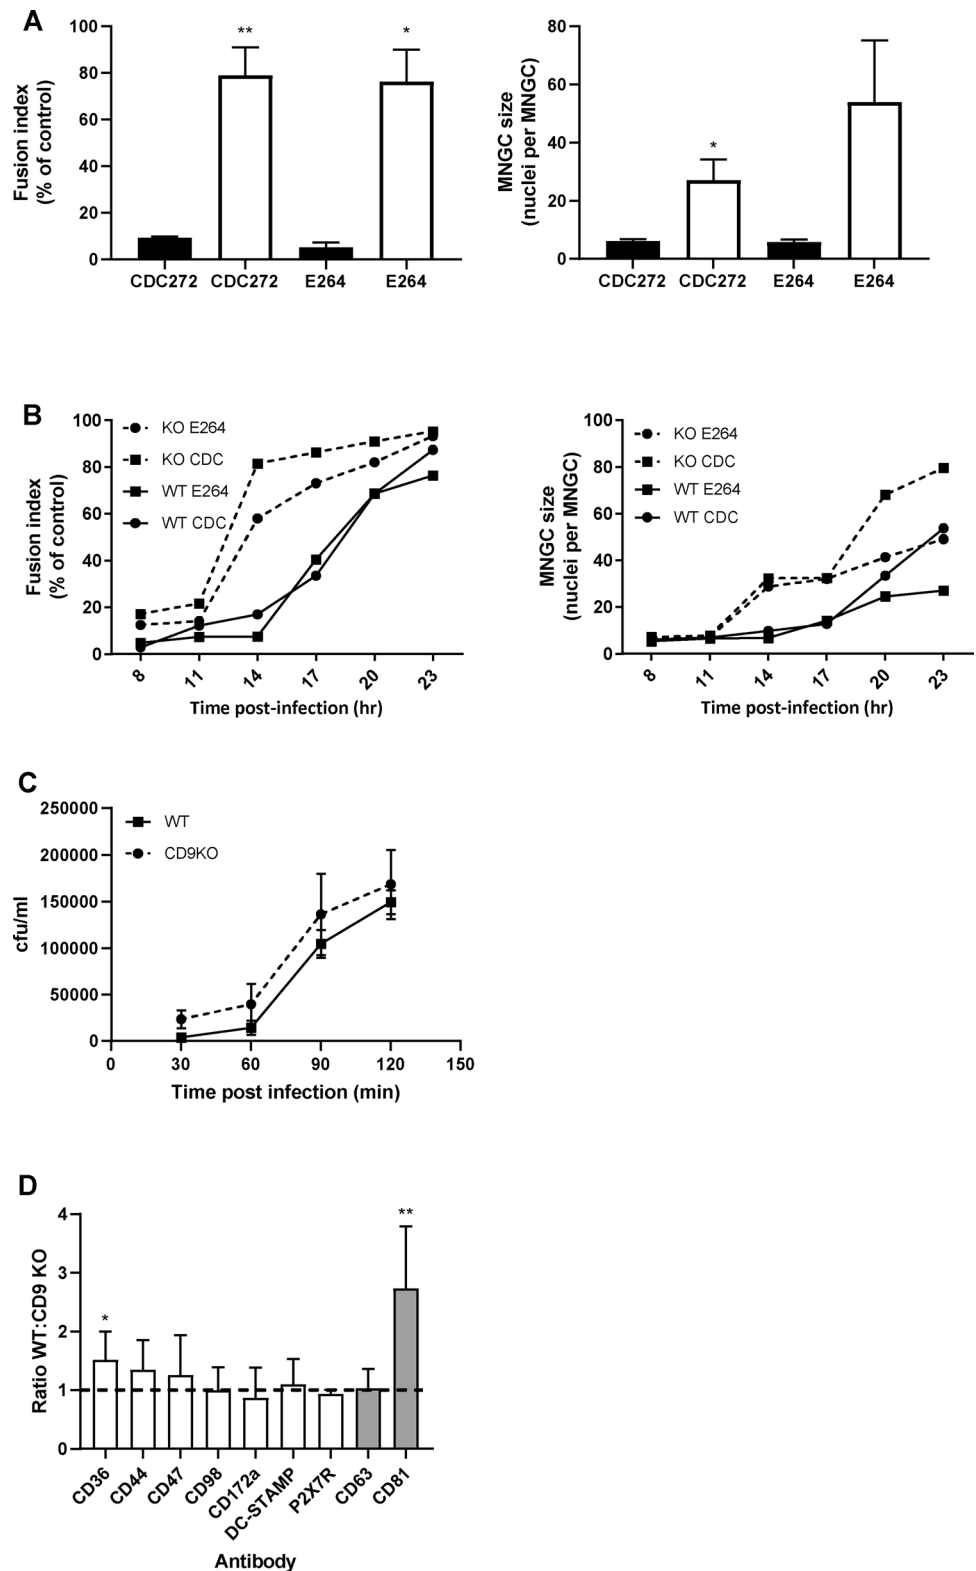 A
Fusion index
(% of control)
100
80
60
40
20
0
**
*
CDC272
CDC272
E264
E264
MNGC size
(nuclei per MNGC)
80
60
40
20
0
*
CDC272
CDC272
E264
E264
B
Fusion index
(% of control)
100
80
60
40
20
0
KO E264
KO CDC
WT E264
WT CDC
8
11
14
17
20
23
Time post-infection (hr)
MNGC size
(nuclei per MNGC)
100
80
60
40
20
0
KO E264
KO CDC
WT E264
WT CDC
8
11
14
17
20
23
Time post-infection (hr)
C
cfu/ml
250000
200000
150000
100000
50000
0
WT
CD9KO
0
30
60
90
120
150
Time post infection (min)
D
Ratio WT:CD9 KO
4
3
2
1
0
*
**
CD36
CD44
CD47
CD98
CD172a
DC-STAMP
P2X7R
CD63
CD81
Antibody